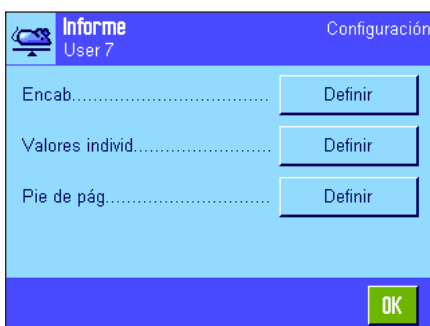 Informe
Configuración
User 7
Encab................................... Definir
Valores individ........................ Definir
Pie de pág............................. Definir
OK